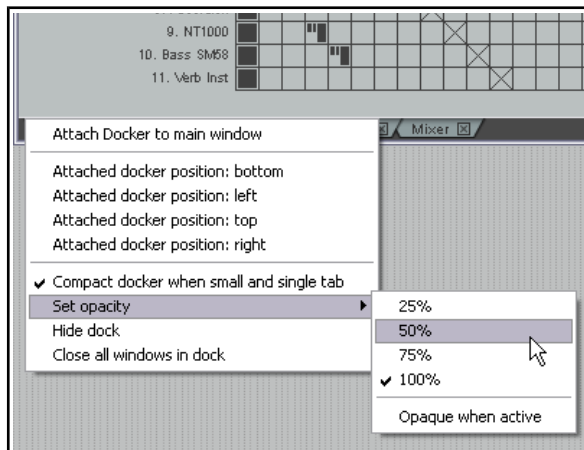 9. NT1000
10. Bass SM58
11. Verb Inst
Mixer
Attach Docker to main window
Attached docker position: bottom
Attached docker position: left
Attached docker position: top
Attached docker position: right
Compact docker when small and single tab
Set opacity
Hide dock
Close all windows in dock
25%
50%
75%
100%
Opaque when active